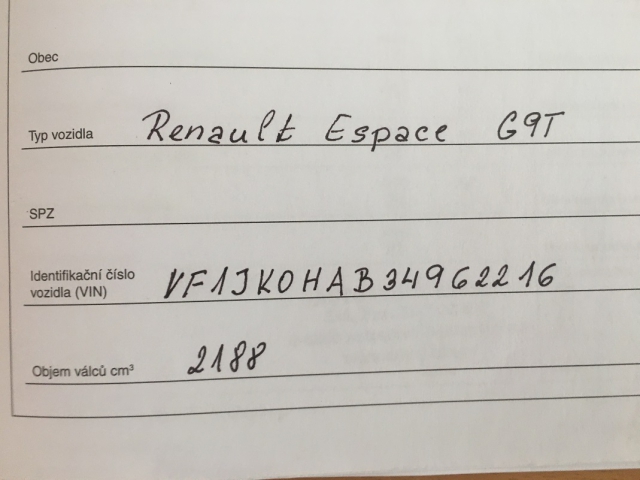 Obec
Typ vozidla Renault Espace G9T
SPZ
Identifikační číslo
vozidla (VIN) VF1JK0HAB34962216
Objem válců cm³ 2188